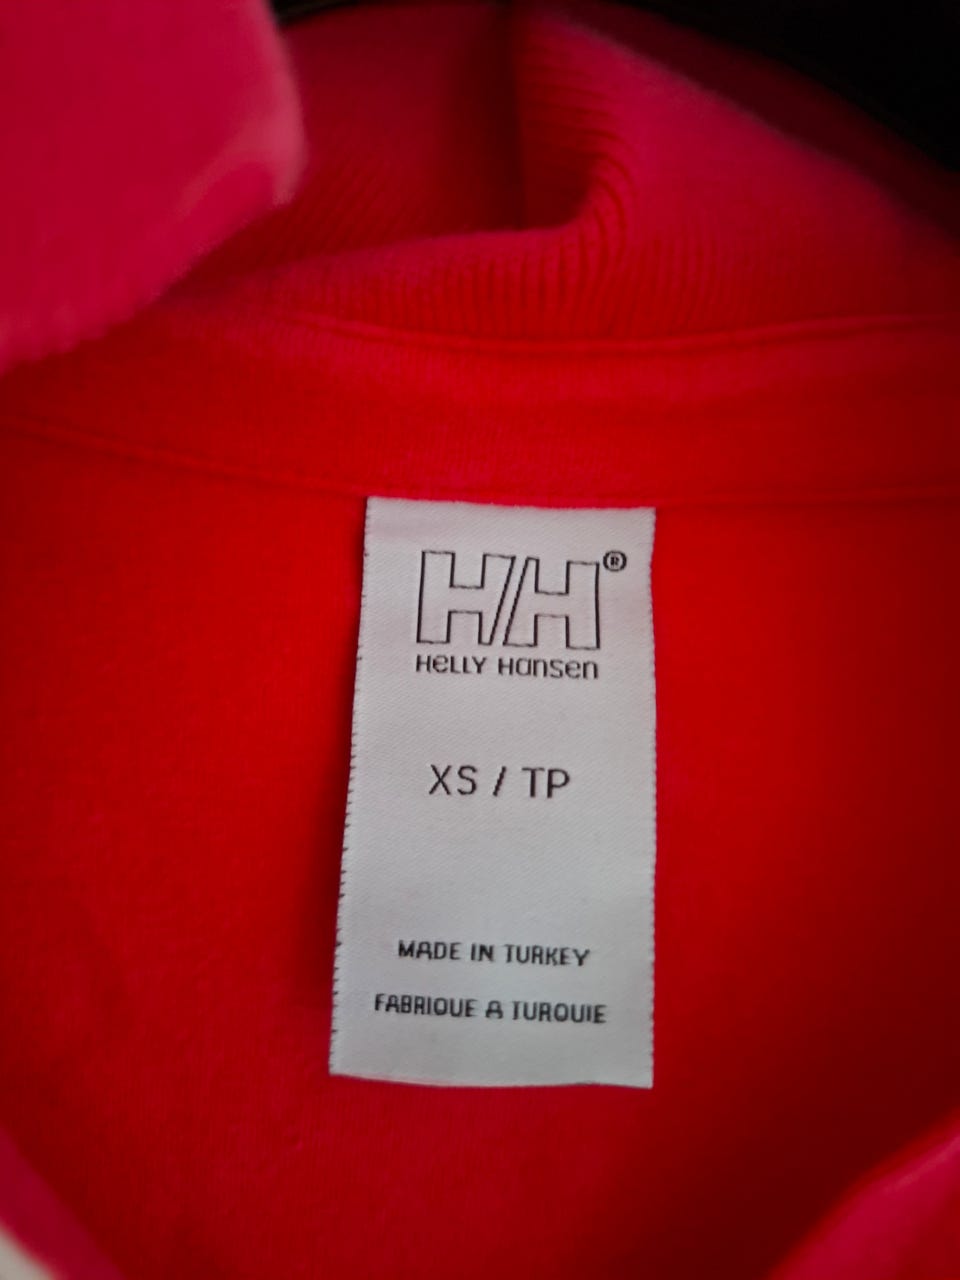 HH®
HELLY HANSEN
XS / TP
MADE IN TURKEY
FABRIQUE A TURQUIE